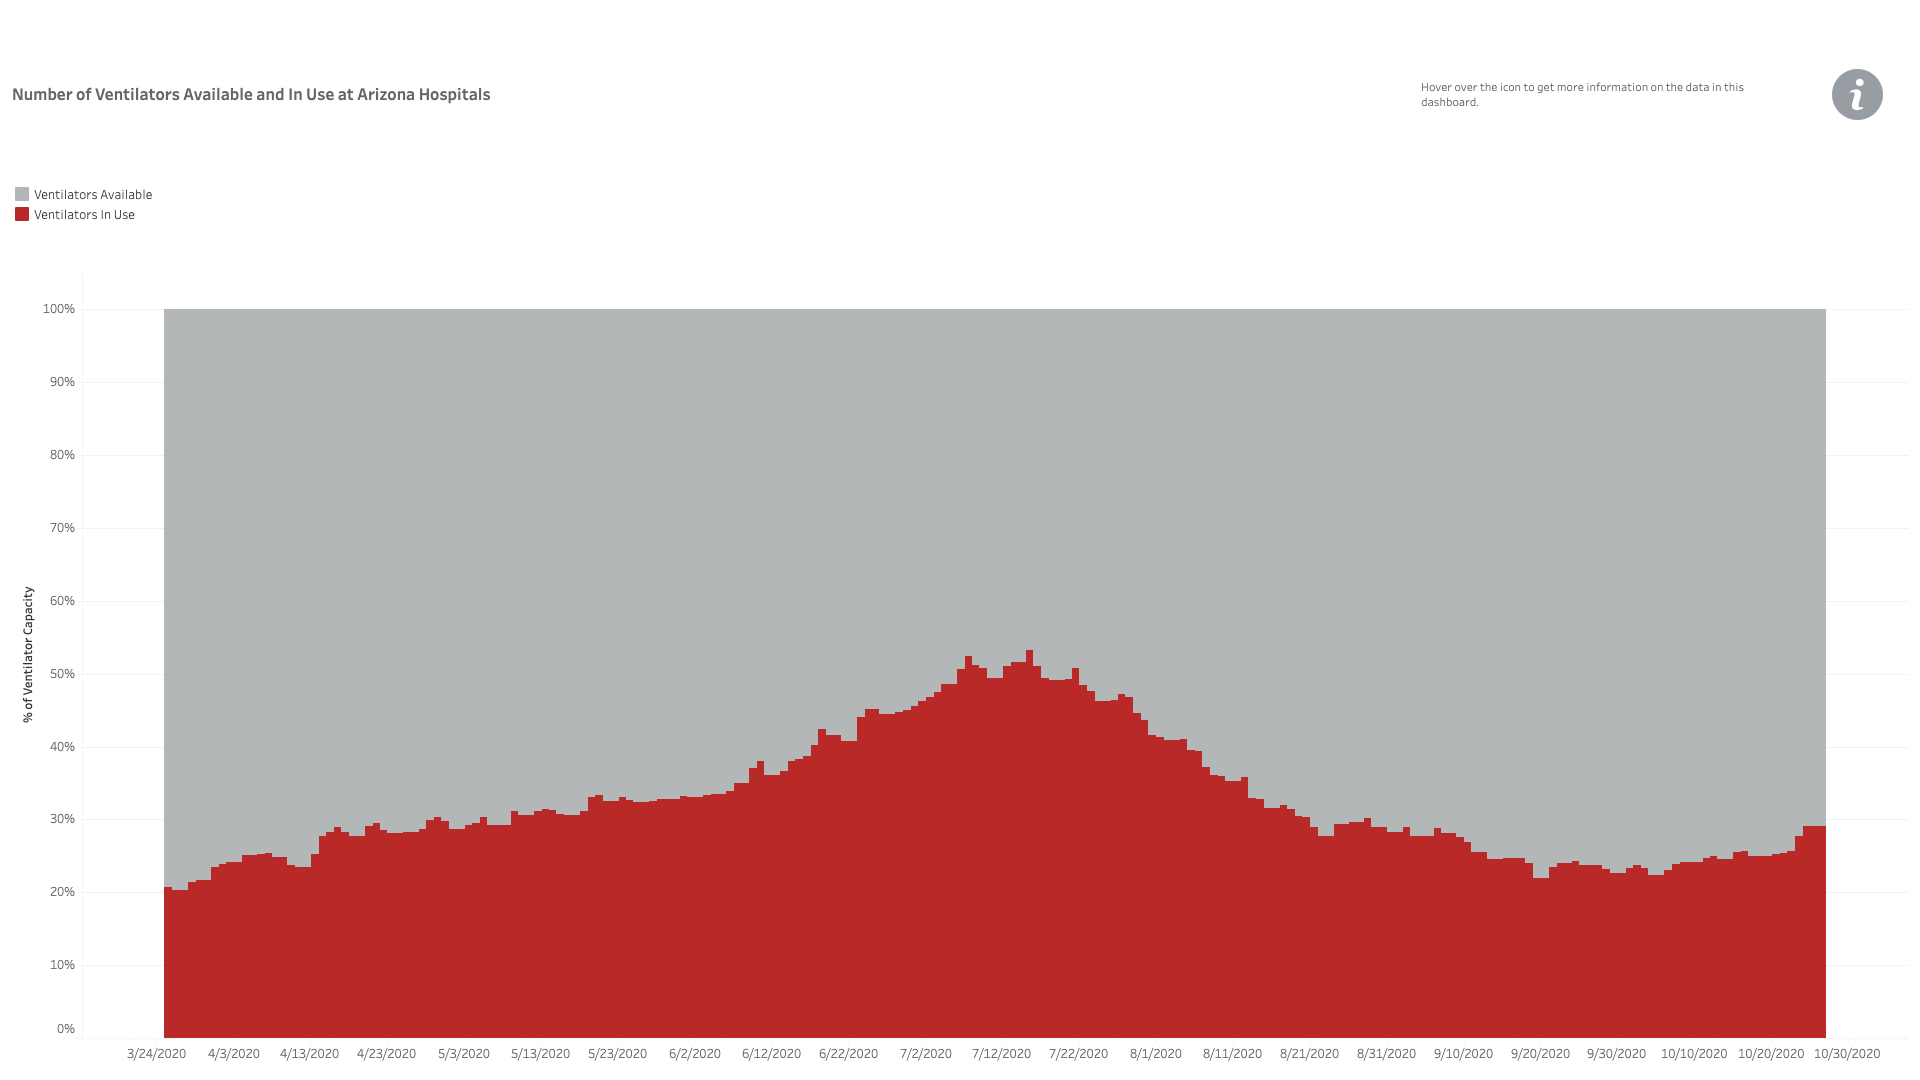 Number of Ventilators Available and In Use at Arizona Hospitals
Hover over the icon to get more information on the data in this
dashboard.
i
Ventilators Available
Ventilators In Use
% of Ventilator Capacity
100%
90%
80%
70%
60%
50%
40%
30%
20%
10%
0%
3/24/2020 4/3/2020 4/13/2020 4/23/2020 5/3/2020 5/13/2020 5/23/2020 6/2/2020 6/12/2020 6/22/2020 7/2/2020 7/12/2020 7/22/2020 8/1/2020 8/11/2020 8/21/2020 8/31/2020 9/10/2020 9/20/2020 9/30/2020 10/10/2020 10/20/2020 10/30/2020